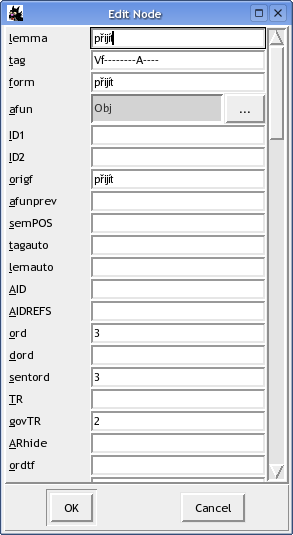 Edit Node
lemma přijít
tag Vf--------A----
form přijít
afun Obj ...
ID1
ID2
origf přijít
afunprev
semPOS
tagauto
lemauto
AID
AIDREFS
ord 3
dord
sentord 3
TR
govTR 2
ARhide
ordtf
OK Cancel